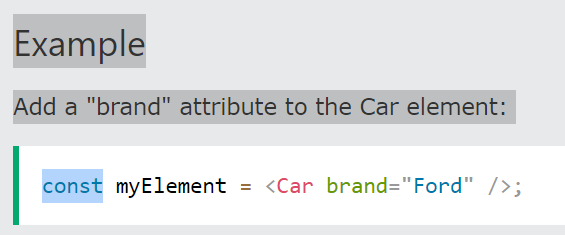 Example
Add a "brand" attribute to the Car element:
const myElement = <Car brand="Ford" />;